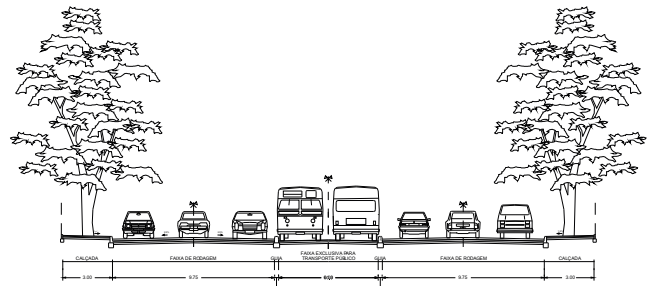 CALÇADA
FAIXA DE RODAGEM
GUIA
FAIXA EXCLUSIVA PARA
TRANSPORTE PÚBLICO
GUIA
FAIXA DE RODAGEM
CALÇADA
3.00
9.75
9.75
3.00